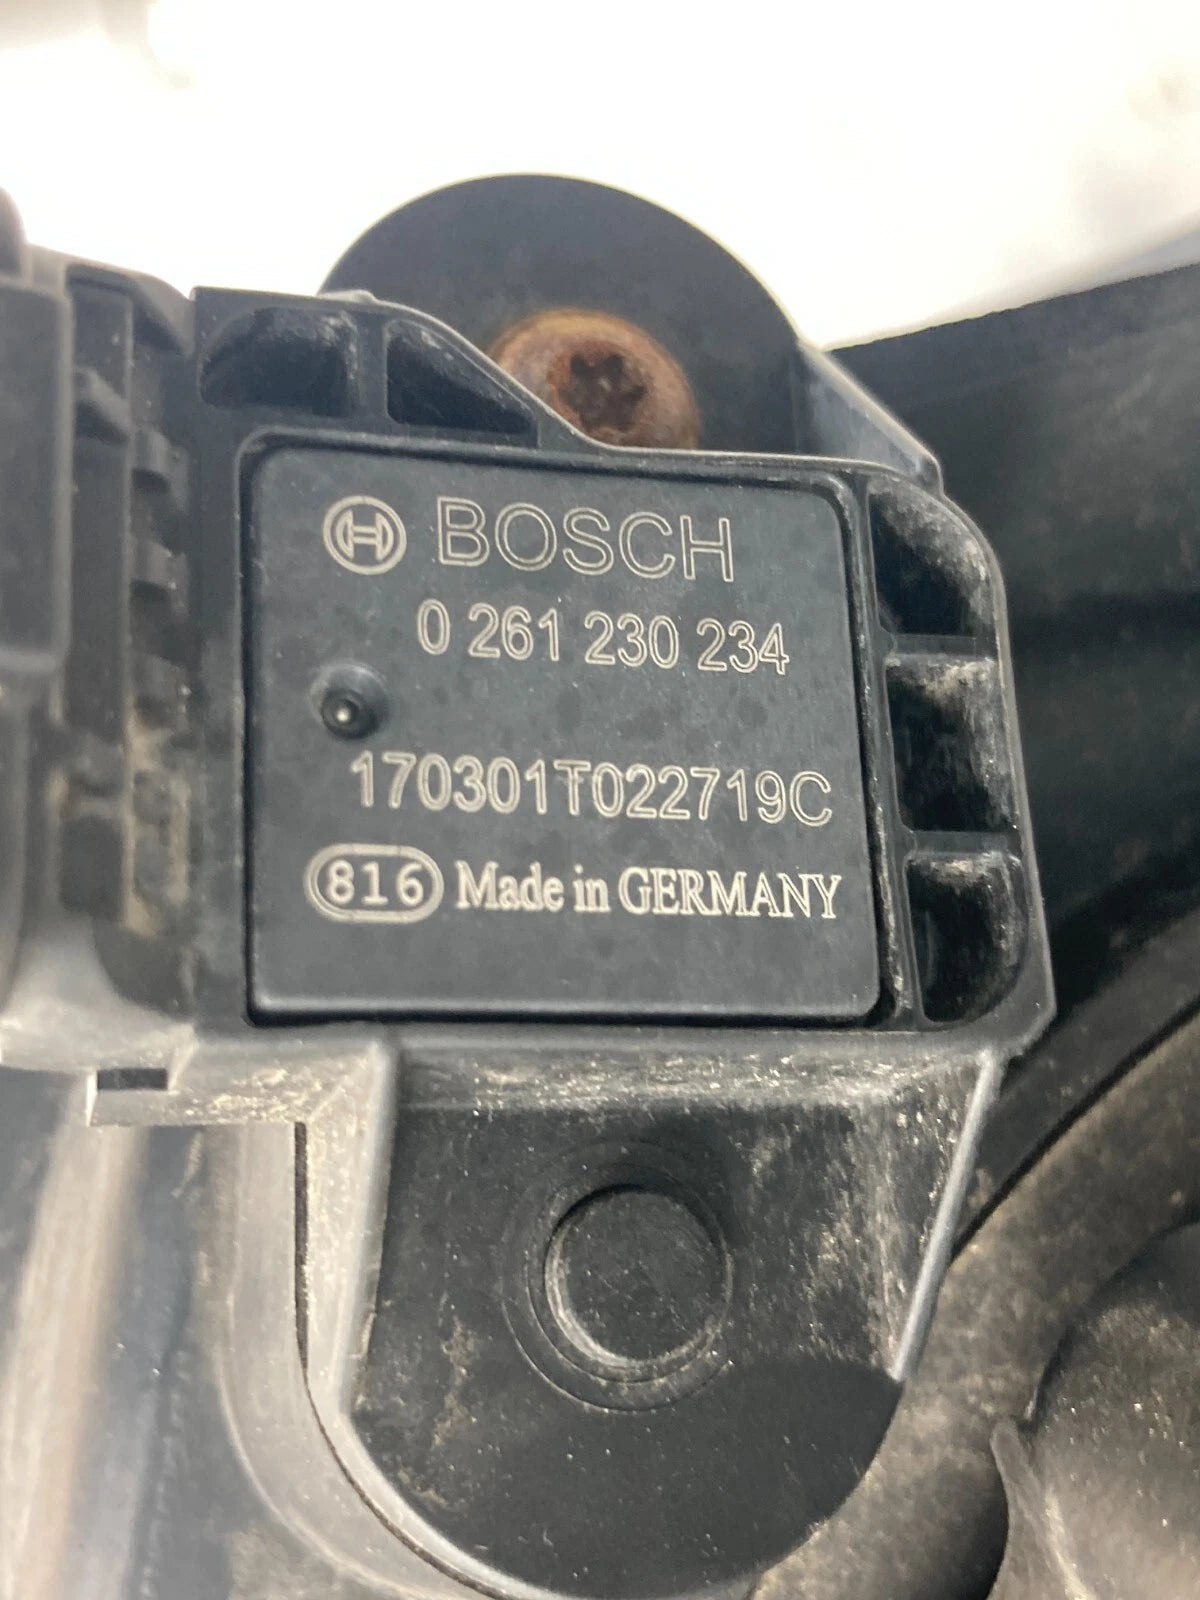 BOSCH
0 261 230 234
170301T022719C
816 Made in GERMANY